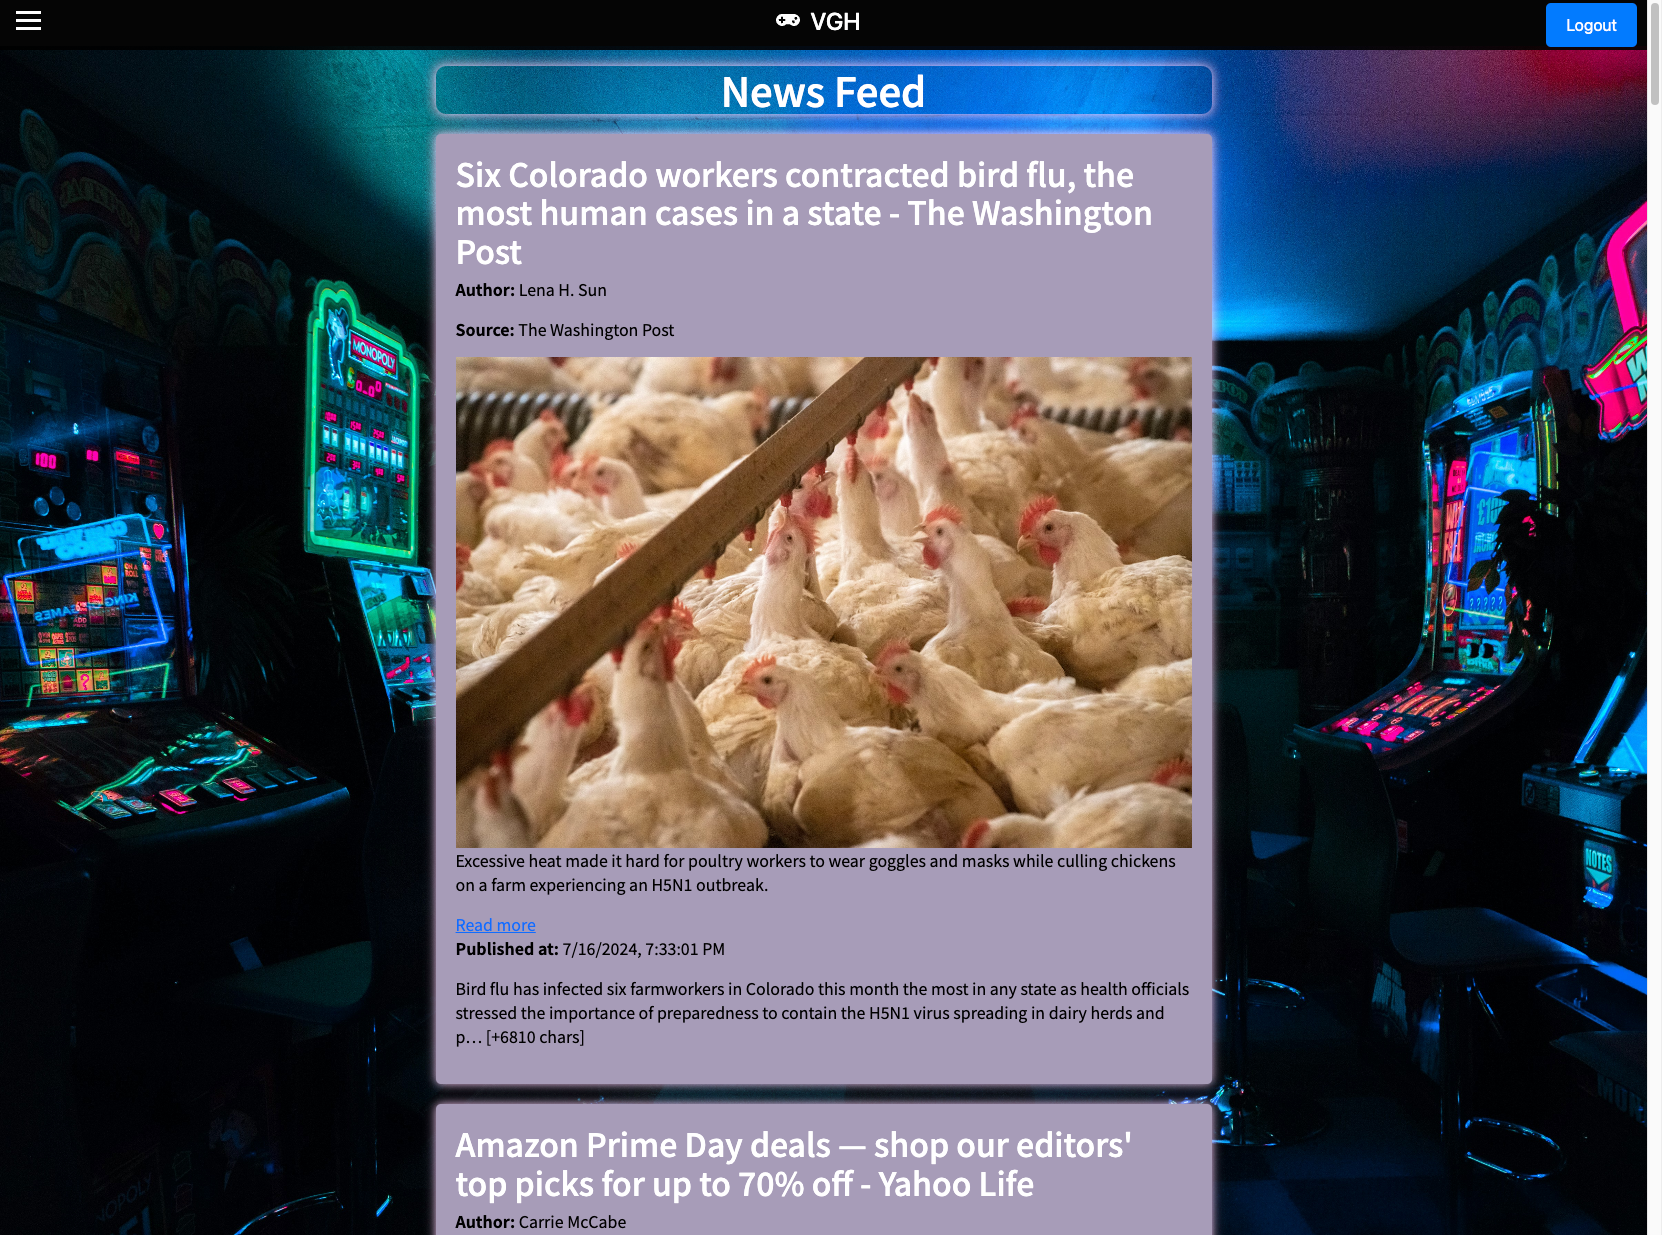 VGH
Logout
News Feed
Six Colorado workers contracted bird flu, the
most human cases in a state - The Washington
Post
Author: Lena H. Sun
Source: The Washington Post
MONOPOLY
100
KING GAMES
NOTES
Excessive heat made it hard for poultry workers to wear goggles and masks while culling chickens
on a farm experiencing an H5N1 outbreak.
Read more
Published at: 7/16/2024, 7:33:01 PM
Bird flu has infected six farmworkers in Colorado this month the most in any state as health officials
stressed the importance of preparedness to contain the H5N1 virus spreading in dairy herds and
p… [+6810 chars]
Amazon Prime Day deals — shop our editors'
top picks for up to 70% off - Yahoo Life
Author: Carrie McCabe